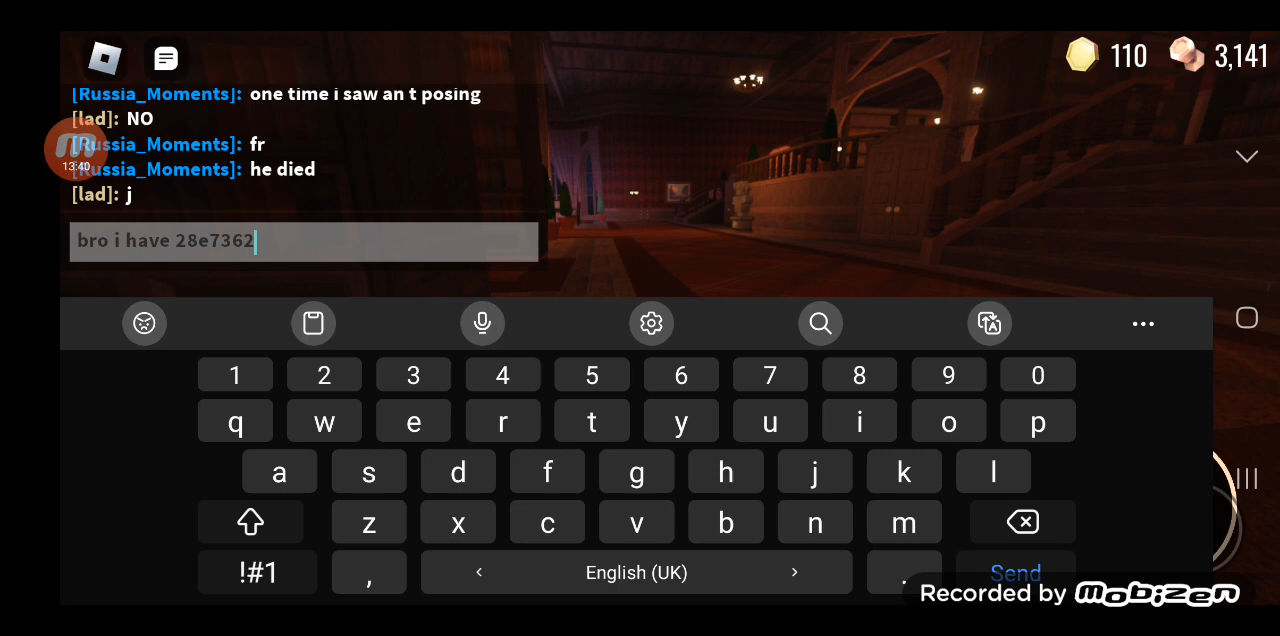 110 3,141
[Russia_Moments]: one time i saw an t posing
[lad]: NO
[Russia_Moments]: fr
13:40
[Russia_Moments]: he died
[lad]: j
bro i have 28e7362
1 2 3 4 5 6 7 8 9 0
q w e r t y u i o p
a s d f g h j k l
z x c v b n m
!#1 , < English (UK) > . Send
Recorded by mobizen